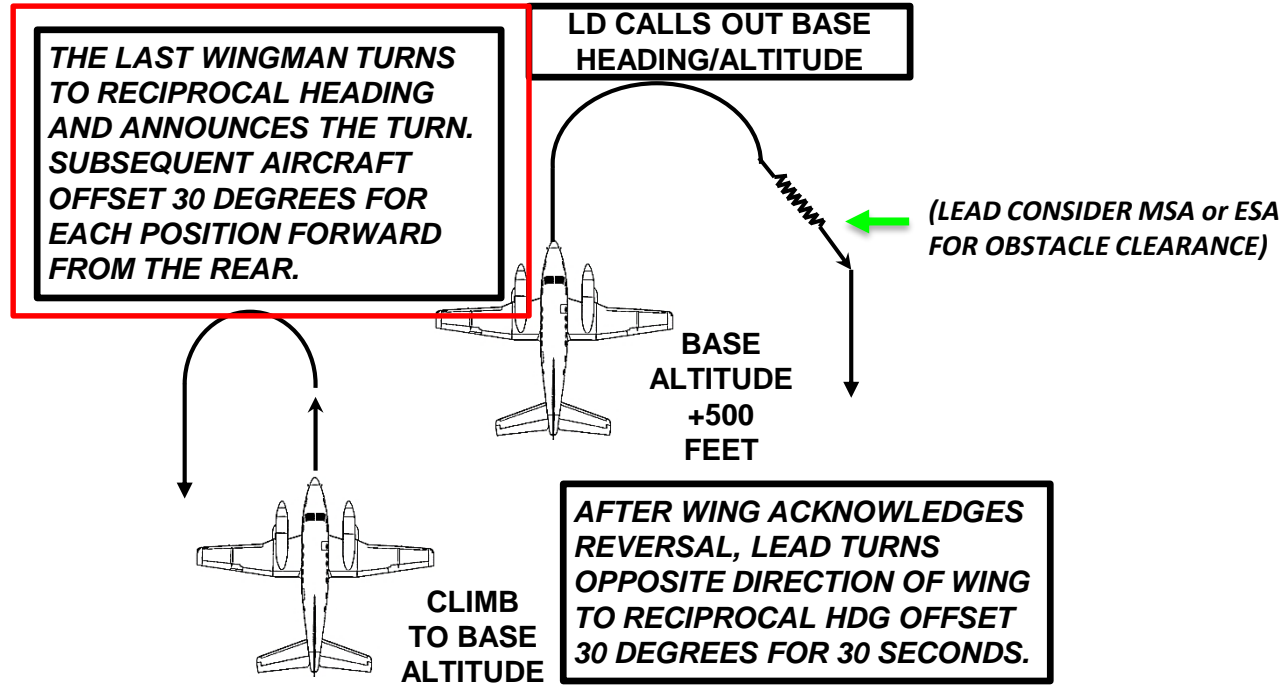 THE LAST WINGMAN TURNS
TO RECIPROCAL HEADING
AND ANNOUNCES THE TURN.
SUBSEQUENT AIRCRAFT
OFFSET 30 DEGREES FOR
EACH POSITION FORWARD
FROM THE REAR.
LD CALLS OUT BASE
HEADING/ALTITUDE
(LEAD CONSIDER MSA or ESA
FOR OBSTACLE CLEARANCE)
BASE
ALTITUDE
+500
FEET
CLIMB
TO BASE
ALTITUDE
AFTER WING ACKNOWLEDGES
REVERSAL, LEAD TURNS
OPPOSITE DIRECTION OF WING
TO RECIPROCAL HDG OFFSET
30 DEGREES FOR 30 SECONDS.